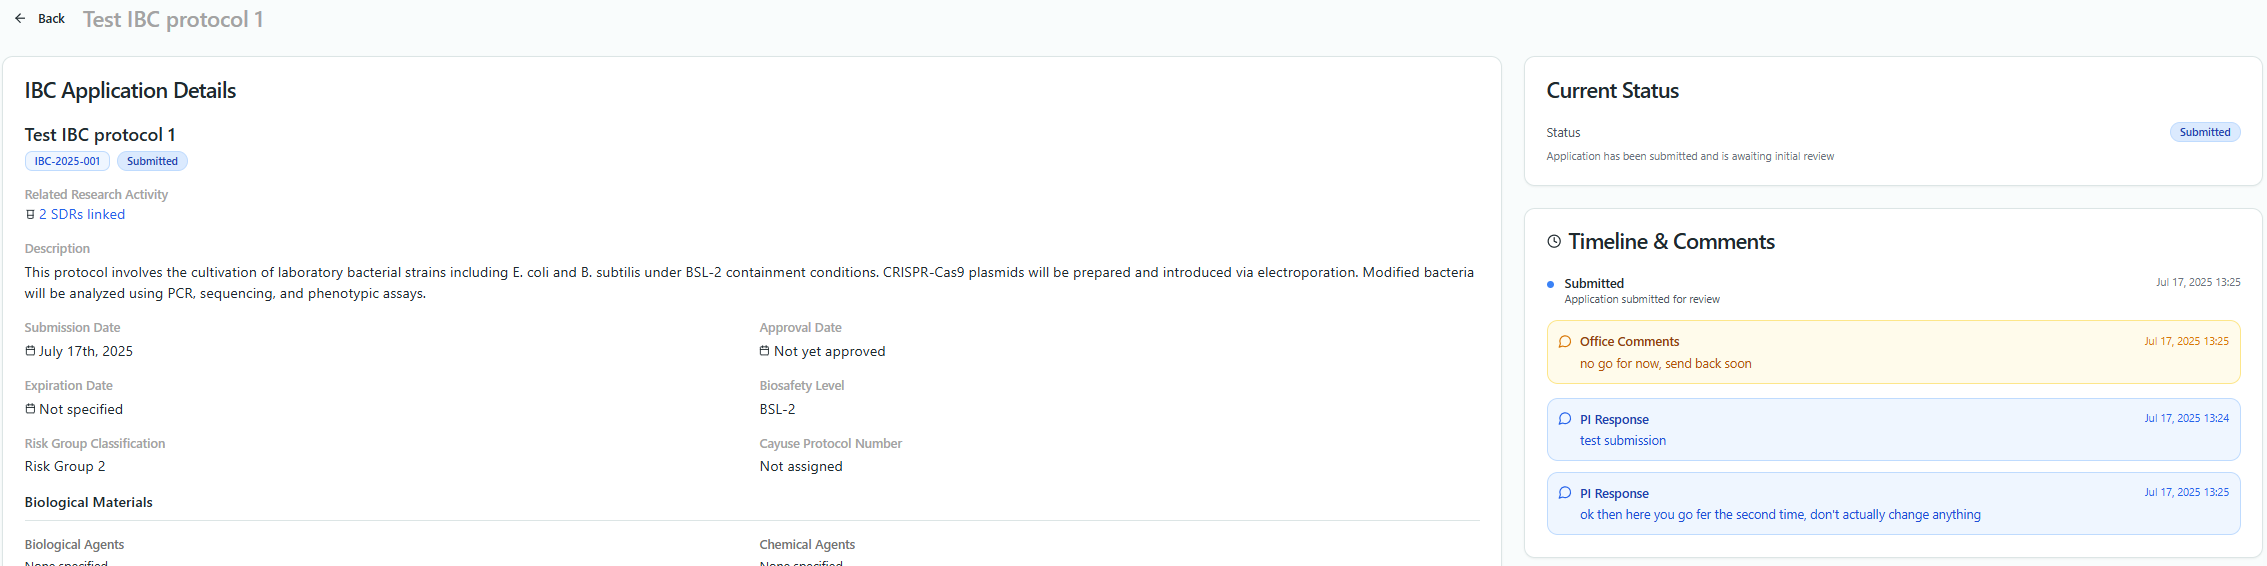 Back
Test IBC protocol 1
IBC Application Details
Test IBC protocol 1
IBC-2025-001
Submitted
Related Research Activity
2 SDRs linked
Description
This protocol involves the cultivation of laboratory bacterial strains including E. coli and B. subtilis under BSL-2 containment conditions. CRISPR-Cas9 plasmids will be prepared and introduced via electroporation. Modified bacteria
will be analyzed using PCR, sequencing, and phenotypic assays.
Submission Date
July 17th, 2025
Approval Date
Not yet approved
Expiration Date
Not specified
Biosafety Level
BSL-2
Risk Group Classification
Risk Group 2
Cayuse Protocol Number
Not assigned
Biological Materials
Biological Agents
None specified
Chemical Agents
None specified
Current Status
Status
Submitted
Application has been submitted and is awaiting initial review
Timeline & Comments
Submitted
Jul 17, 2025 13:25
Application submitted for review
Office Comments
Jul 17, 2025 13:25
no go for now, send back soon
PI Response
Jul 17, 2025 13:24
test submission
PI Response
Jul 17, 2025 13:25
ok then here you go fer the second time, don't actually change anything